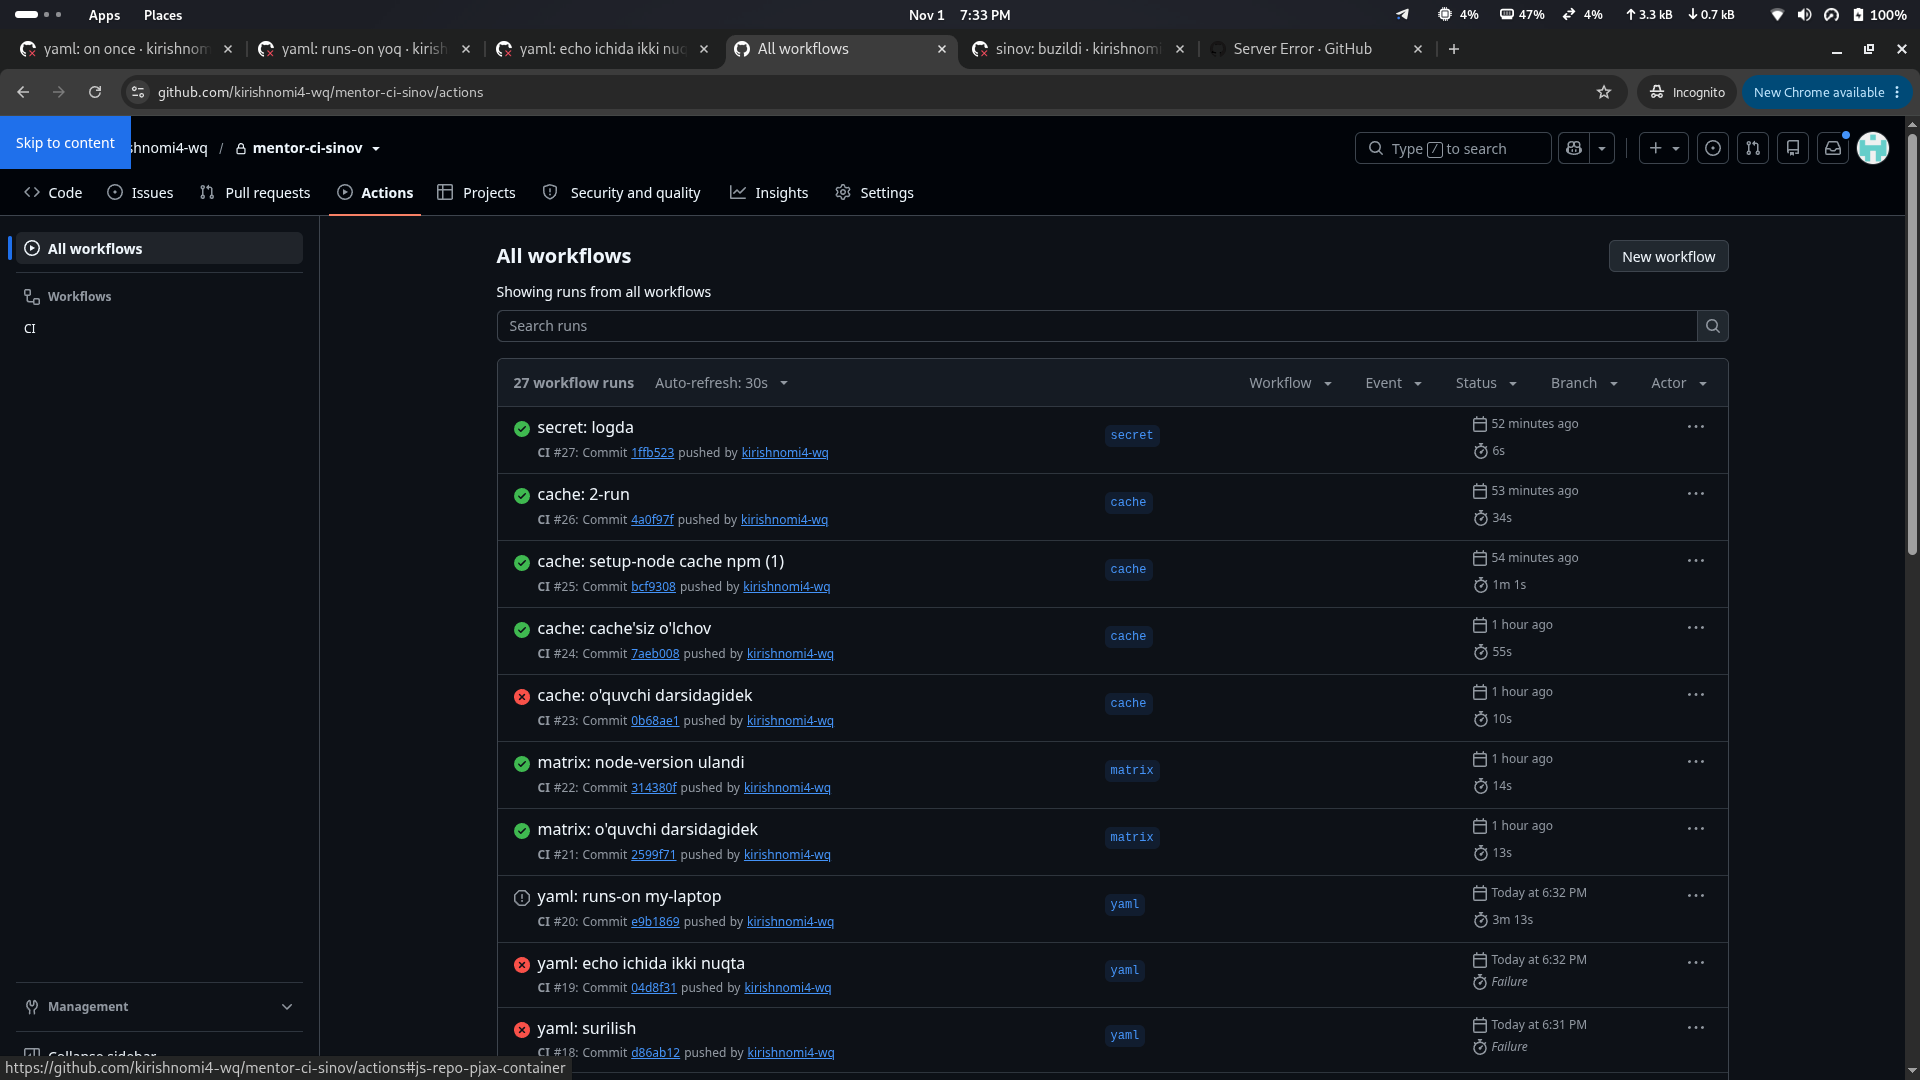 Apps Places Nov 1 7:33 PM 4% 47% 4% 3.3 kB 0.7 kB 100%
yaml: on once · kirishnom yaml: runs-on yoq · kirish yaml: echo ichida ikki nuq All workflows sinov: buzildi · kirishnomi Server Error · GitHub
github.com/kirishnomi4-wq/mentor-ci-sinov/actions Incognito New Chrome available
Skip to content shnomi4-wq / mentor-ci-sinov Type / to search
Code Issues Pull requests Actions Projects Security and quality Insights Settings
All workflows
Workflows
CI
All workflows New workflow
Showing runs from all workflows
Search runs
27 workflow runs Auto-refresh: 30s Workflow Event Status Branch Actor
secret: logda secret 52 minutes ago
CI #27: Commit 1ffb523 pushed by kirishnomi4-wq 6s
cache: 2-run cache 53 minutes ago
CI #26: Commit 4a0f97f pushed by kirishnomi4-wq 34s
cache: setup-node cache npm (1) cache 54 minutes ago
CI #25: Commit bcf9308 pushed by kirishnomi4-wq 1m 1s
cache: cache'siz o'lchov cache 1 hour ago
CI #24: Commit 7aeb008 pushed by kirishnomi4-wq 55s
cache: o'quvchi darsidagidek cache 1 hour ago
CI #23: Commit 0b68ae1 pushed by kirishnomi4-wq 10s
matrix: node-version ulandi matrix 1 hour ago
CI #22: Commit 314380f pushed by kirishnomi4-wq 14s
matrix: o'quvchi darsidagidek matrix 1 hour ago
CI #21: Commit 2599f71 pushed by kirishnomi4-wq 13s
yaml: runs-on my-laptop yaml Today at 6:32 PM
CI #20: Commit e9b1869 pushed by kirishnomi4-wq 3m 13s
yaml: echo ichida ikki nuqta yaml Today at 6:32 PM
CI #19: Commit 04d8f31 pushed by kirishnomi4-wq Failure
yaml: surilish yaml Today at 6:31 PM
CI #18: Commit d86ab12 pushed by kirishnomi4-wq Failure
Management
Collapse sidebar
https://github.com/kirishnomi4-wq/mentor-ci-sinov/actions#js-repo-pjax-container